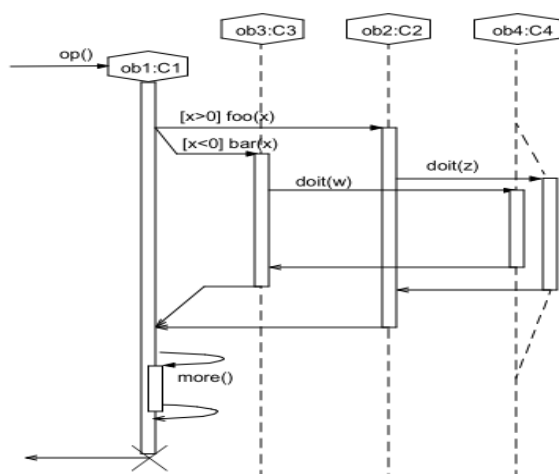 ob3:C3
ob2:C2
ob4:C4
op()
ob1:C1
[x>0] foo(x)
[x<0] bar(x)
doit(z)
doit(w)
more()